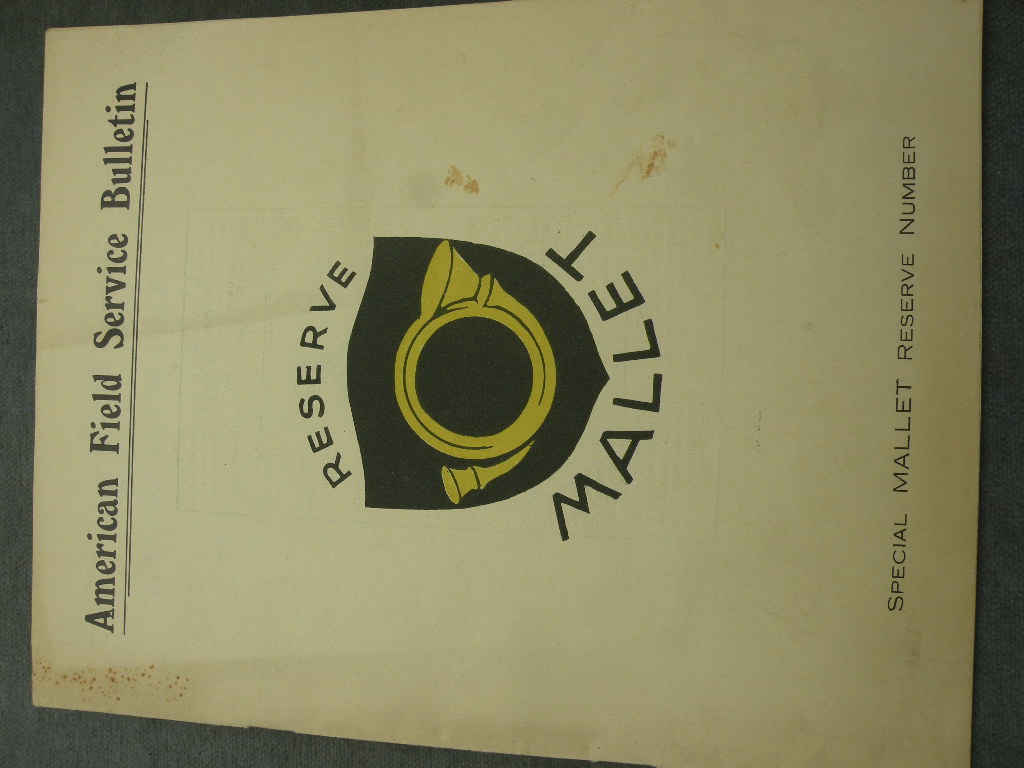 American Field Service Bulletin
RESERVE
MALLET
SPECIAL MALLET RESERVE NUMBER